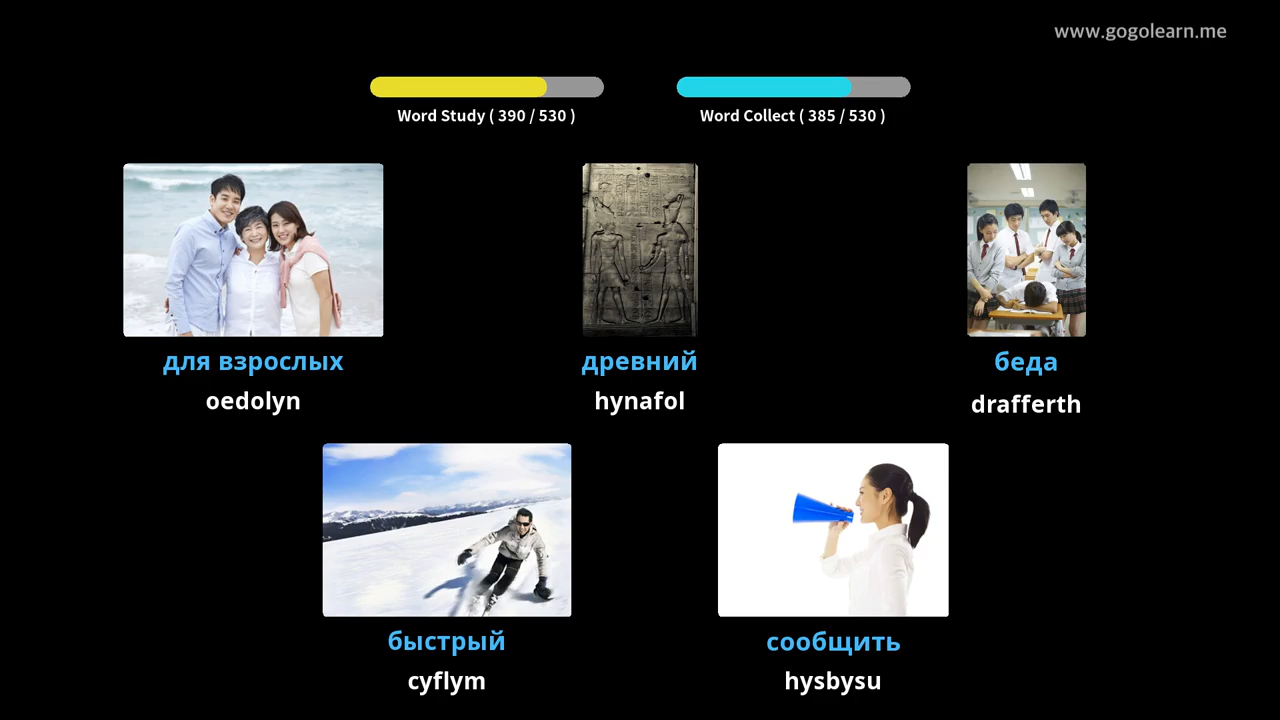 www.gogolearn.me
Word Study ( 390 / 530 )
Word Collect ( 385 / 530 )
для взрослых
древний
беда
oedolyn
hynafol
drafferth
быстрый
сообщить
cyflym
hysbysu